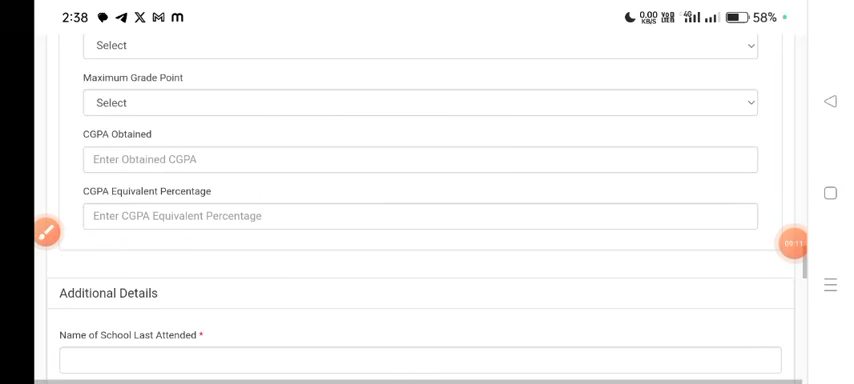 2:38
0.00 KB/S 4G 58%
Select
Maximum Grade Point
Select
CGPA Obtained
Enter Obtained CGPA
CGPA Equivalent Percentage
Enter CGPA Equivalent Percentage
09:11
Additional Details
Name of School Last Attended *